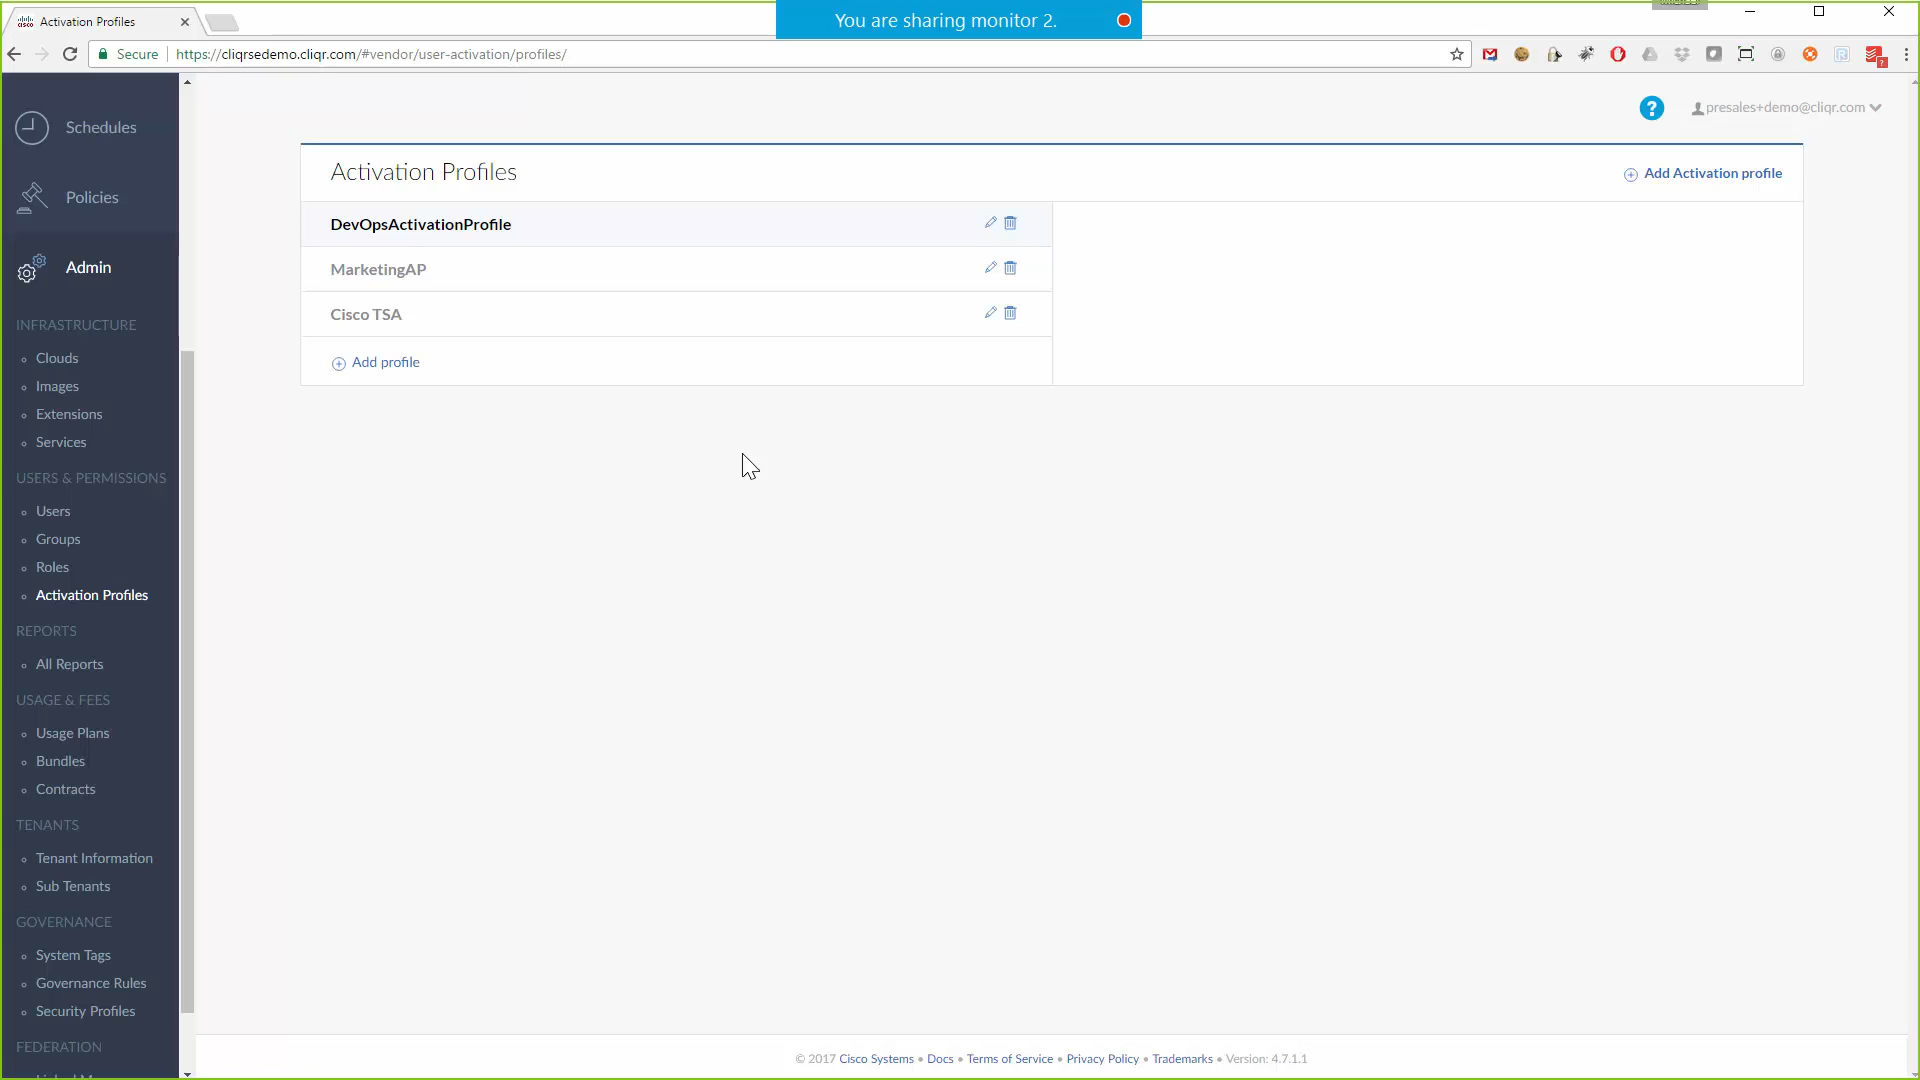 Activation Profiles
You are sharing monitor 2.
Secure
https://cliqrsedemo.cliqr.com/#vendor/user-activation/profiles/
Schedules
Policies
Admin
INFRASTRUCTURE
Clouds
Images
Extensions
Services
USERS & PERMISSIONS
Users
Groups
Roles
Activation Profiles
REPORTS
All Reports
USAGE & FEES
Usage Plans
Bundles
Contracts
TENANTS
Tenant Information
Sub Tenants
GOVERNANCE
System Tags
Governance Rules
Security Profiles
FEDERATION
?
presales+demo@cliqr.com
Activation Profiles
Add Activation profile
DevOpsActivationProfile
MarketingAP
Cisco TSA
Add profile
© 2017 Cisco Systems • Docs • Terms of Service • Privacy Policy • Trademarks • Version: 4.7.1.1